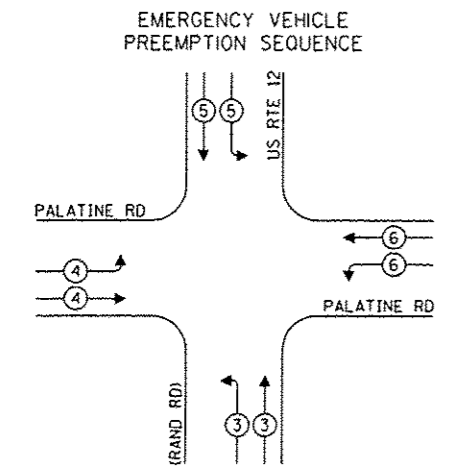 EMERGENCY VEHICLE
PREEMPTION SEQUENCE
5 5
US RTE 12
PALATINE RD
6
4
6
4
PALATINE RD
(RAND RD)
3 3